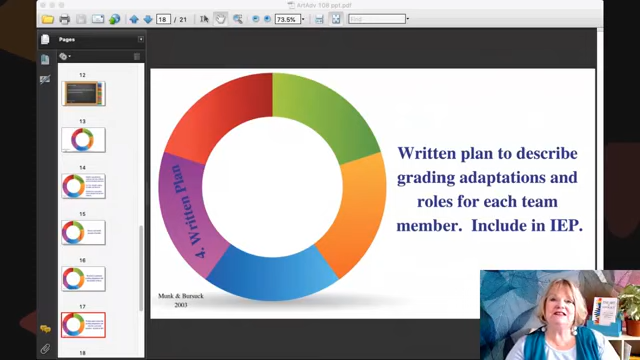 ArtAdv 108 ppt.pdf
18 / 21
73.5%
Find
Pages
12
13
14
15
16
17
18
4. Written Plan
Written plan to describe
grading adaptations and
roles for each team
member. Include in IEP.
Munk & Bursuck
2003